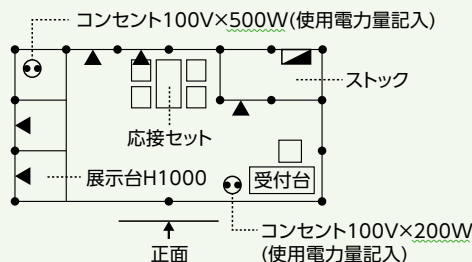 コンセント100V×500W(使用電力量記入)
ストック
応接セット
展示台H1000
受付台
コンセント100V×200W
(使用電力量記入)
正面